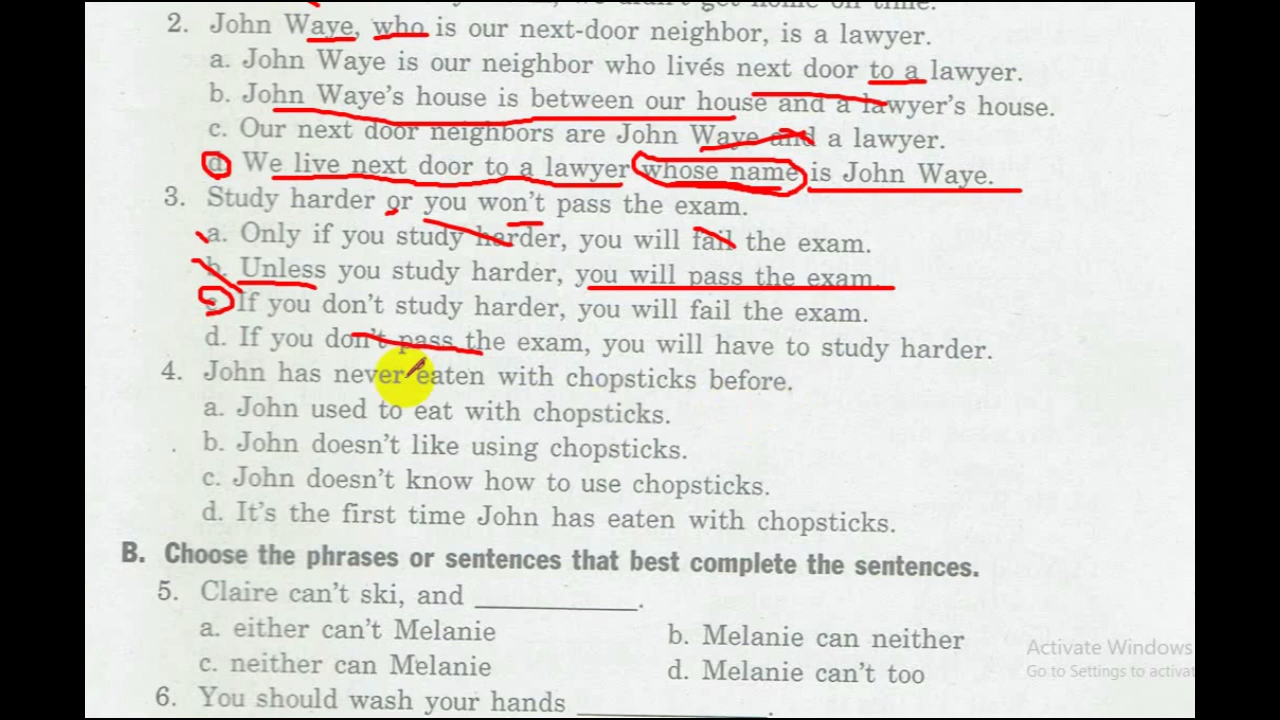 home on time.
2. John Waye, who is our next-door neighbor, is a lawyer.
a. John Waye is our neighbor who lives next door to a lawyer.
b. John Waye's house is between our house and a lawyer's house.
c. Our next door neighbors are John Waye and a lawyer.
d. We live next door to a lawyer whose name is John Waye.
3. Study harder or you won't pass the exam.
a. Only if you study harder, you will fail the exam.
b. Unless you study harder, you will pass the exam.
c. If you don't study harder, you will fail the exam.
d. If you don't pass the exam, you will have to study harder.
4. John has never eaten with chopsticks before.
a. John used to eat with chopsticks.
b. John doesn't like using chopsticks.
c. John doesn't know how to use chopsticks.
d. It's the first time John has eaten with chopsticks.
B. Choose the phrases or sentences that best complete the sentences.
5. Claire can't ski, and ____________.
a. either can't Melanie b. Melanie can neither
c. neither can Melanie d. Melanie can't too
6. You should wash your hands ______________.
Activate Windows
Go to Settings to activat